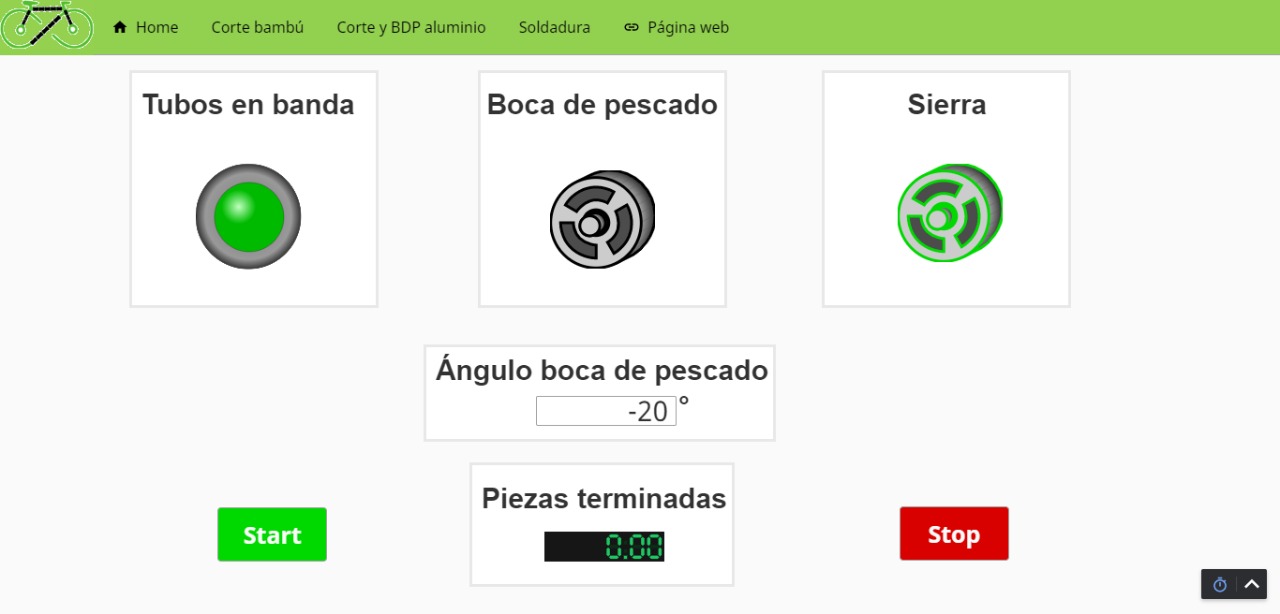 Home Corte bambú Corte y BDP aluminio Soldadura Página web
Tubos en banda
Boca de pescado
Sierra
Ángulo boca de pescado
-20 °
Piezas terminadas
0.00
Start
Stop